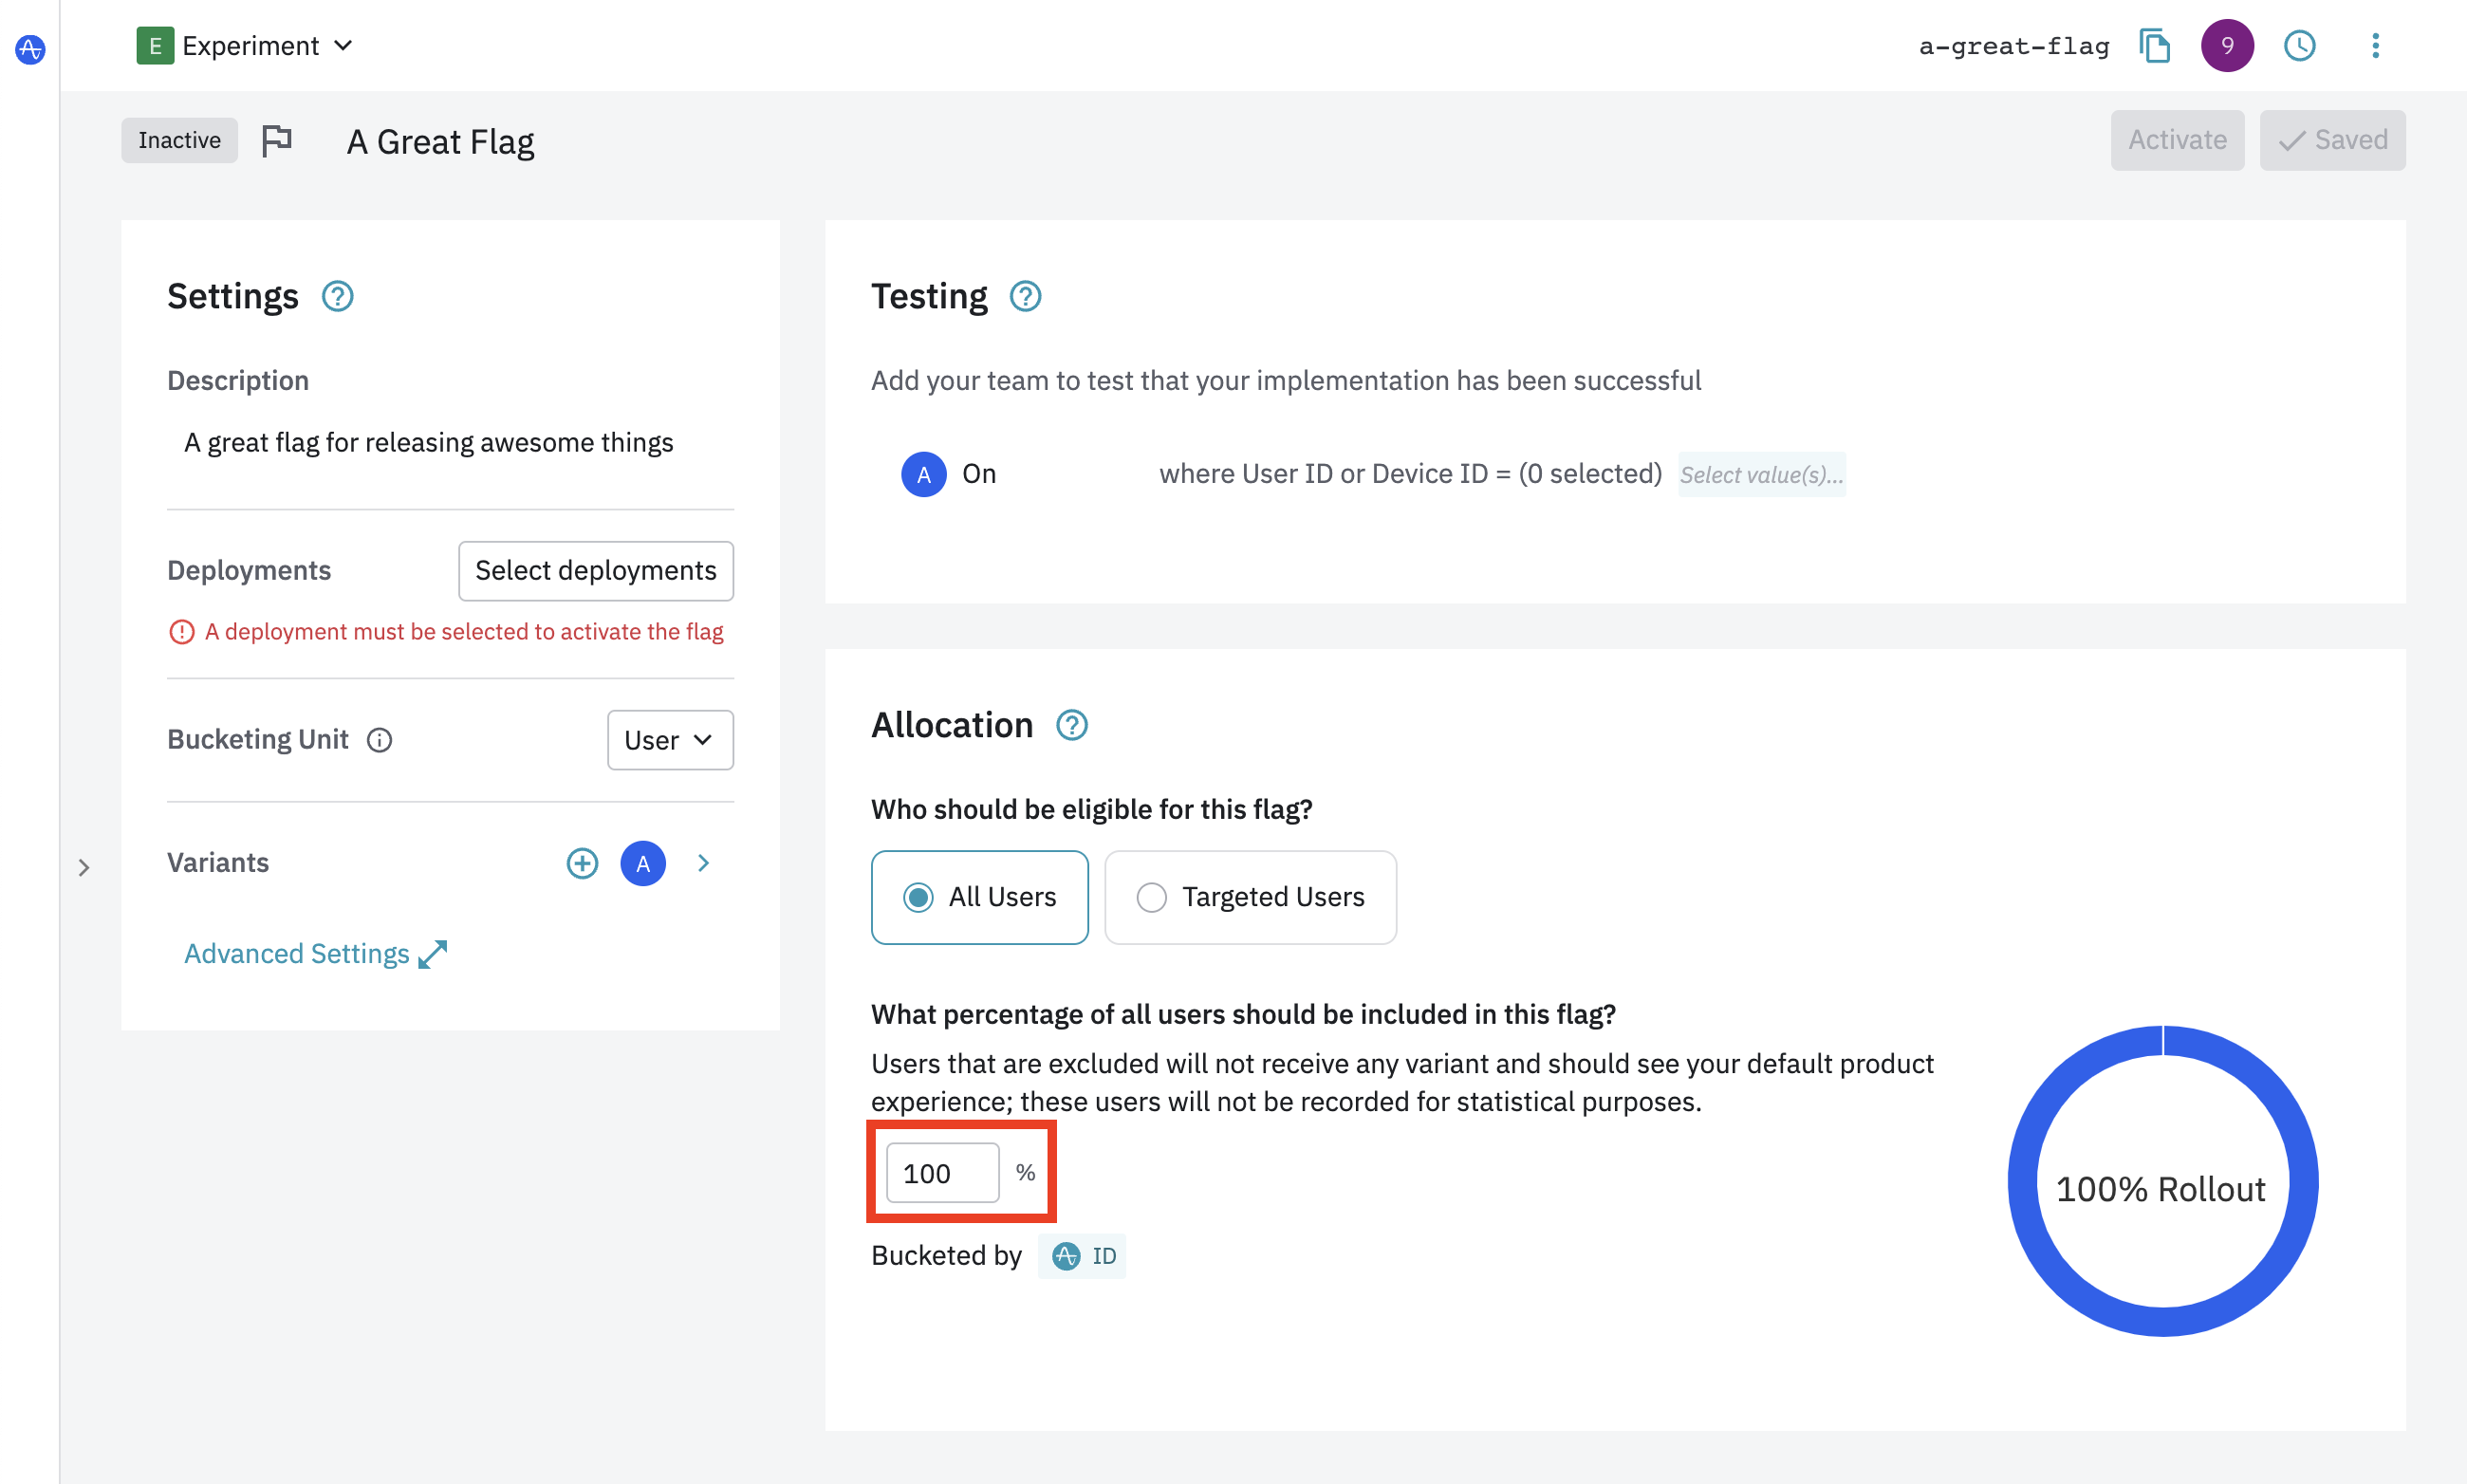 E Experiment
a-great-flag
9
Inactive
A Great Flag
Activate
Saved
Settings
Description
A great flag for releasing awesome things
Deployments
Select deployments
A deployment must be selected to activate the flag
Bucketing Unit
User
Variants
A
Advanced Settings
Testing
Add your team to test that your implementation has been successful
A On where User ID or Device ID = (0 selected) Select value(s)...
Allocation
Who should be eligible for this flag?
All Users
Targeted Users
What percentage of all users should be included in this flag?
Users that are excluded will not receive any variant and should see your default product
experience; these users will not be recorded for statistical purposes.
100 %
Bucketed by ID
100% Rollout